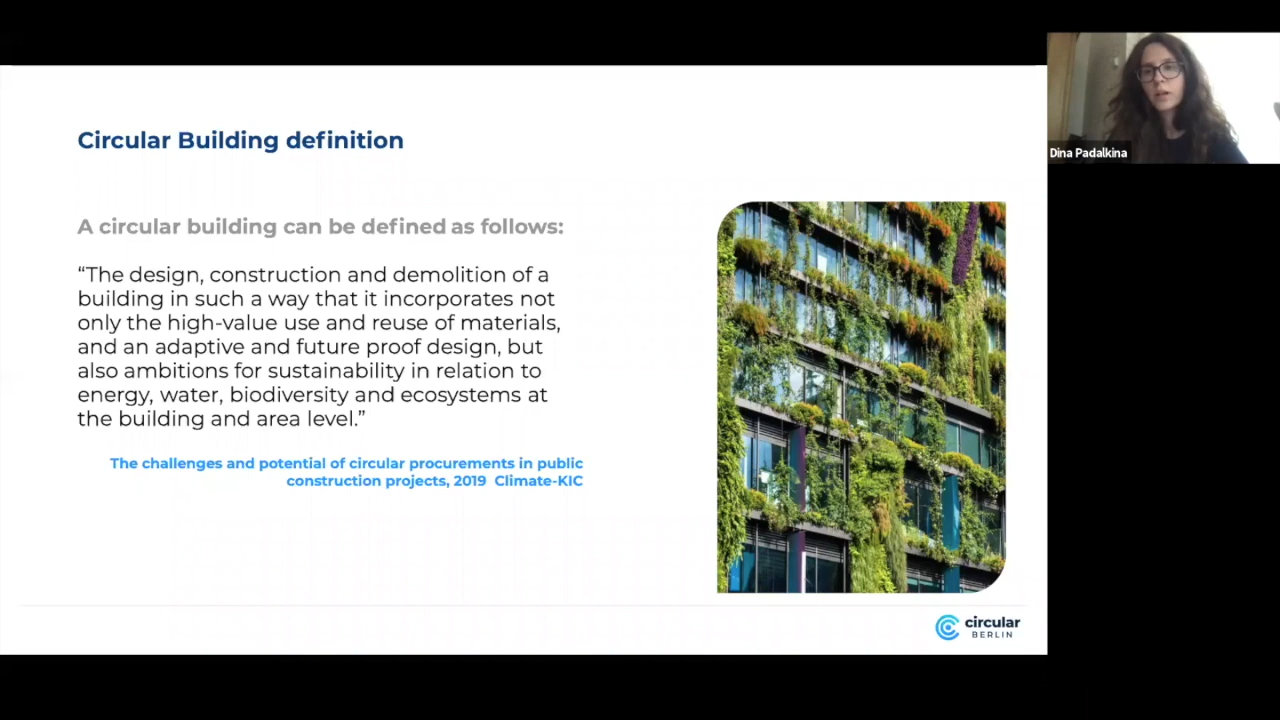 Circular Building definition
A circular building can be defined as follows:
“The design, construction and demolition of a
building in such a way that it incorporates not
only the high-value use and reuse of materials,
and an adaptive and future proof design, but
also ambitions for sustainability in relation to
energy, water, biodiversity and ecosystems at
the building and area level.”
The challenges and potential of circular procurements in public
construction projects, 2019 Climate-KIC
circular
BERLIN
Dina Padalkina